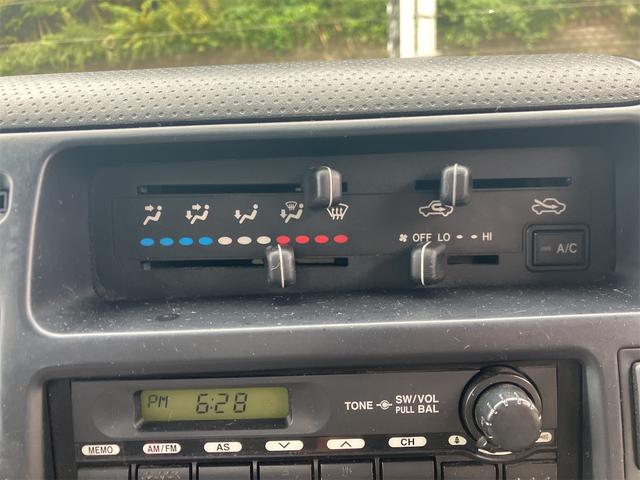 OFF LO HI
A/C
PM 6:28
TONE SW/VOL
PULL BAL
MEMO AM/FM AS CH